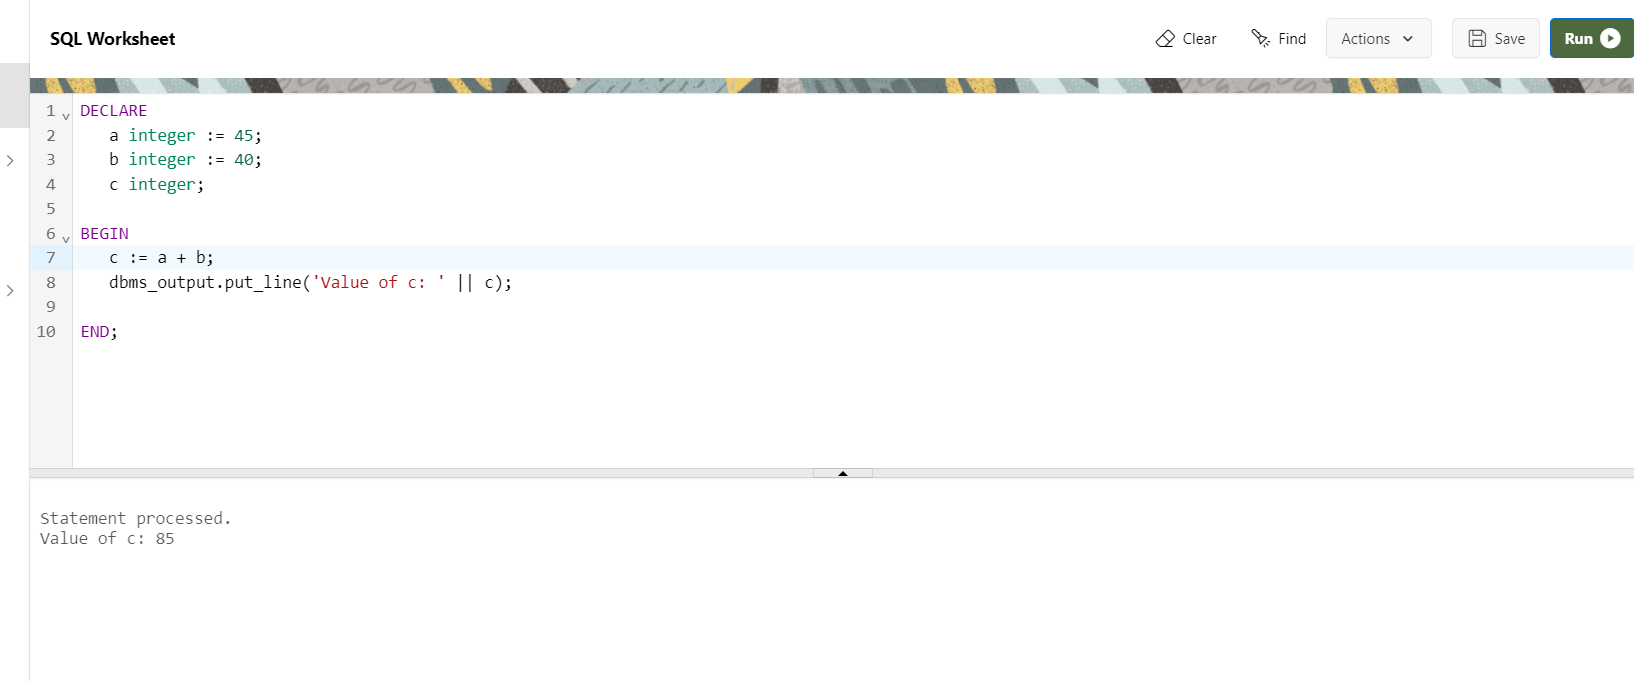 SQL Worksheet
Clear Find Actions Save Run
1 DECLARE
2    a integer := 45;
3    b integer := 40;
4    c integer;
5
6 BEGIN
7    c := a + b;
8    dbms_output.put_line('Value of c: ' || c);
9
10 END;
Statement processed.
Value of c: 85